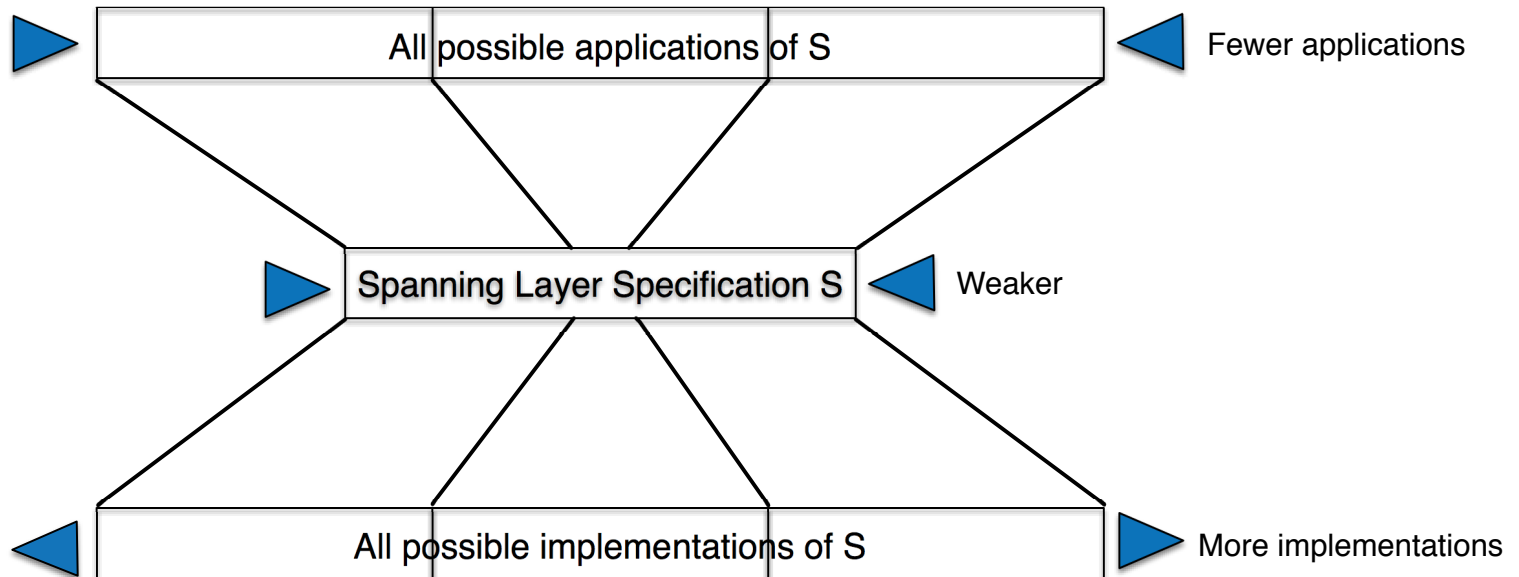 All possible applications of S
Fewer applications
Spanning Layer Specification S
Weaker
All possible implementations of S
More implementations